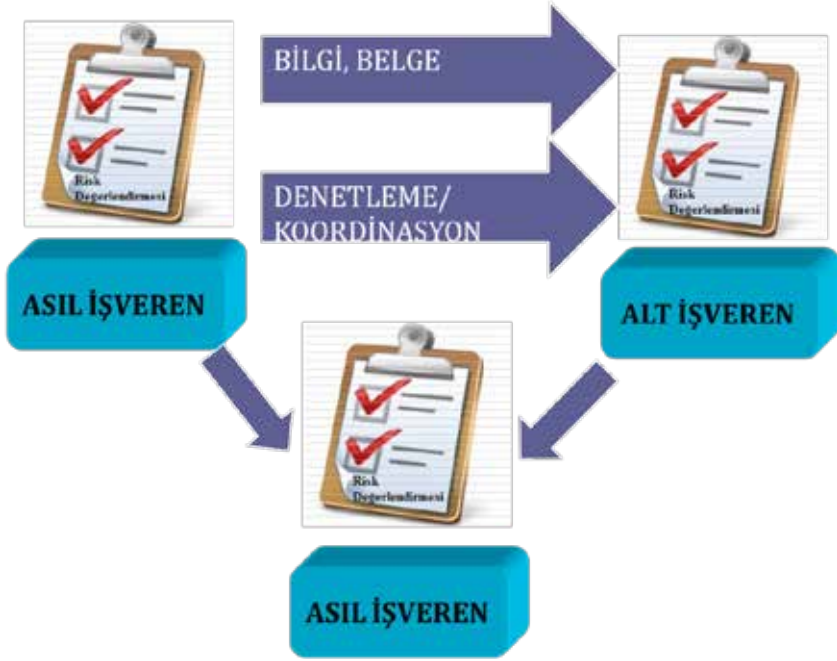 Risk
Değerlendirmesi
BİLGİ, BELGE
DENETLEME/
KOORDİNASYON
Risk
Değerlendirmesi
ASIL İŞVEREN
ALT İŞVEREN
Risk
Değerlendirmesi
ASIL İŞVEREN